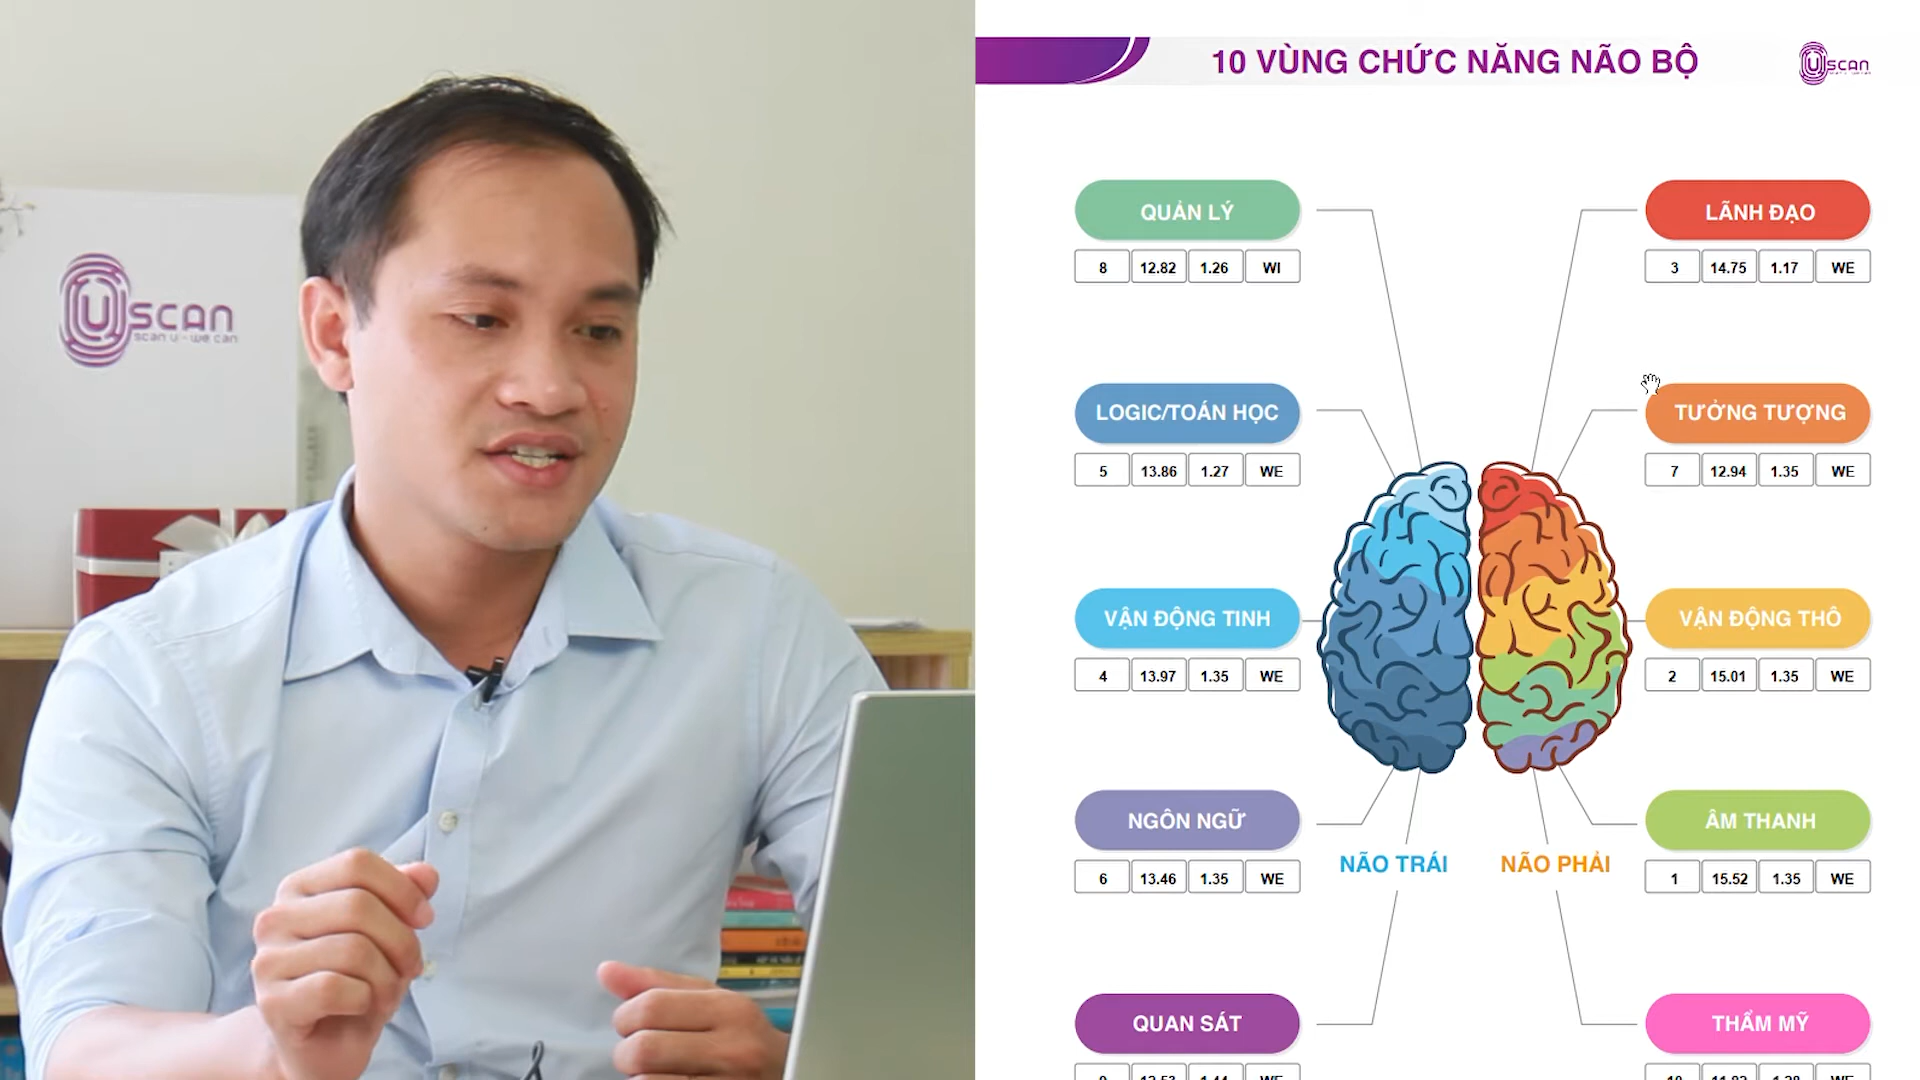 USCAN
scan u - we can
10 VÙNG CHỨC NĂNG NÃO BỘ
USCAN
QUẢN LÝ
8 12.82 1.26 WI
LÃNH ĐẠO
3 14.75 1.17 WE
LOGIC/TOÁN HỌC
5 13.86 1.27 WE
TƯỞNG TƯỢNG
7 12.94 1.35 WE
VẬN ĐỘNG TINH
4 13.97 1.35 WE
VẬN ĐỘNG THÔ
2 15.01 1.35 WE
NGÔN NGỮ
6 13.46 1.35 WE
ÂM THANH
1 15.52 1.35 WE
NÃO TRÁI
NÃO PHẢI
QUAN SÁT
THẨM MỸ